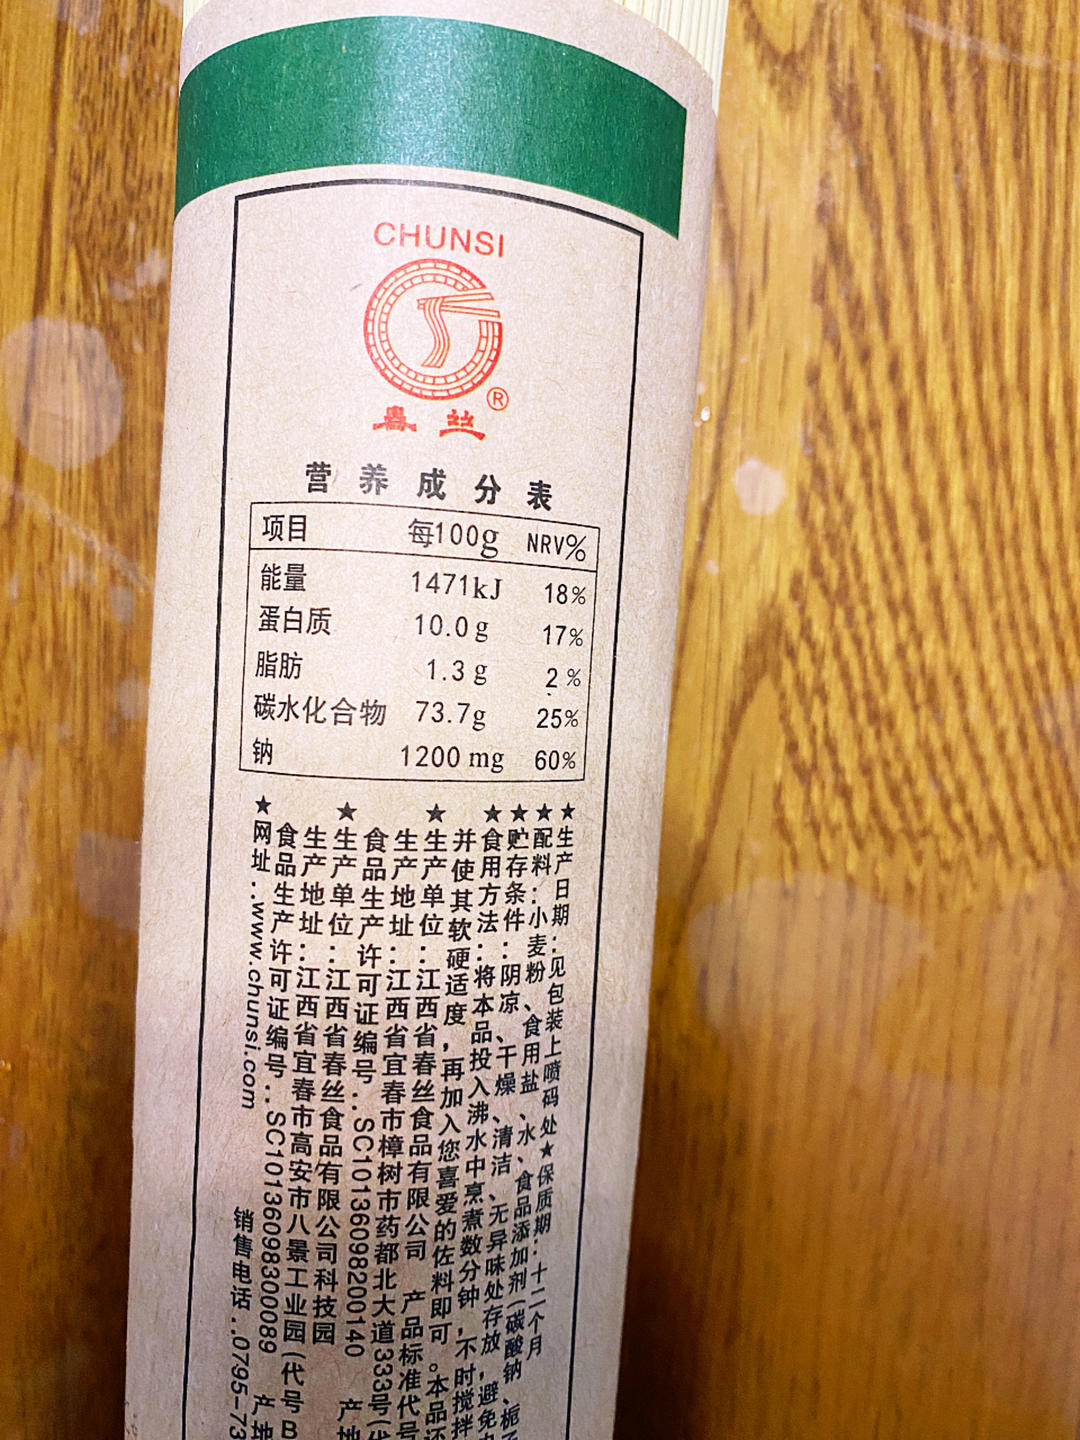 CHUNSI
®
春丝
营养成分表
项目 每100g NRV%
能量 1471kJ 18%
蛋白质 10.0g 17%
脂肪 1.3g 2%
碳水化合物 73.7g 25%
钠 1200mg 60%
★生产日期:见包装上喷码处★保质期:十二个月
★配料:小麦粉、食用盐、水、食品添加剂(碳酸钠、栀子
★贮存条件:阴凉、干燥、清洁、无异味处存放,避免
★食用方法:将本品投入沸水中烹煮数分钟,不时搅拌
并使其软硬适度,再加入您喜爱的佐料即可。本品还
★生产单位:江西省春丝食品有限公司 产品标准代号
生产地址:江西省宜春市樟树市药都北大道333号(代
食品生产许可证编号:SC10136098200140 产地
★生产单位:江西省春丝食品有限公司科技园
生产地址:江西省宜春市高安市八景工业园(代号B
食品生产许可证编号:SC10136098300089 产地
★网址:www.chunsi.com 销售电话:0795-73